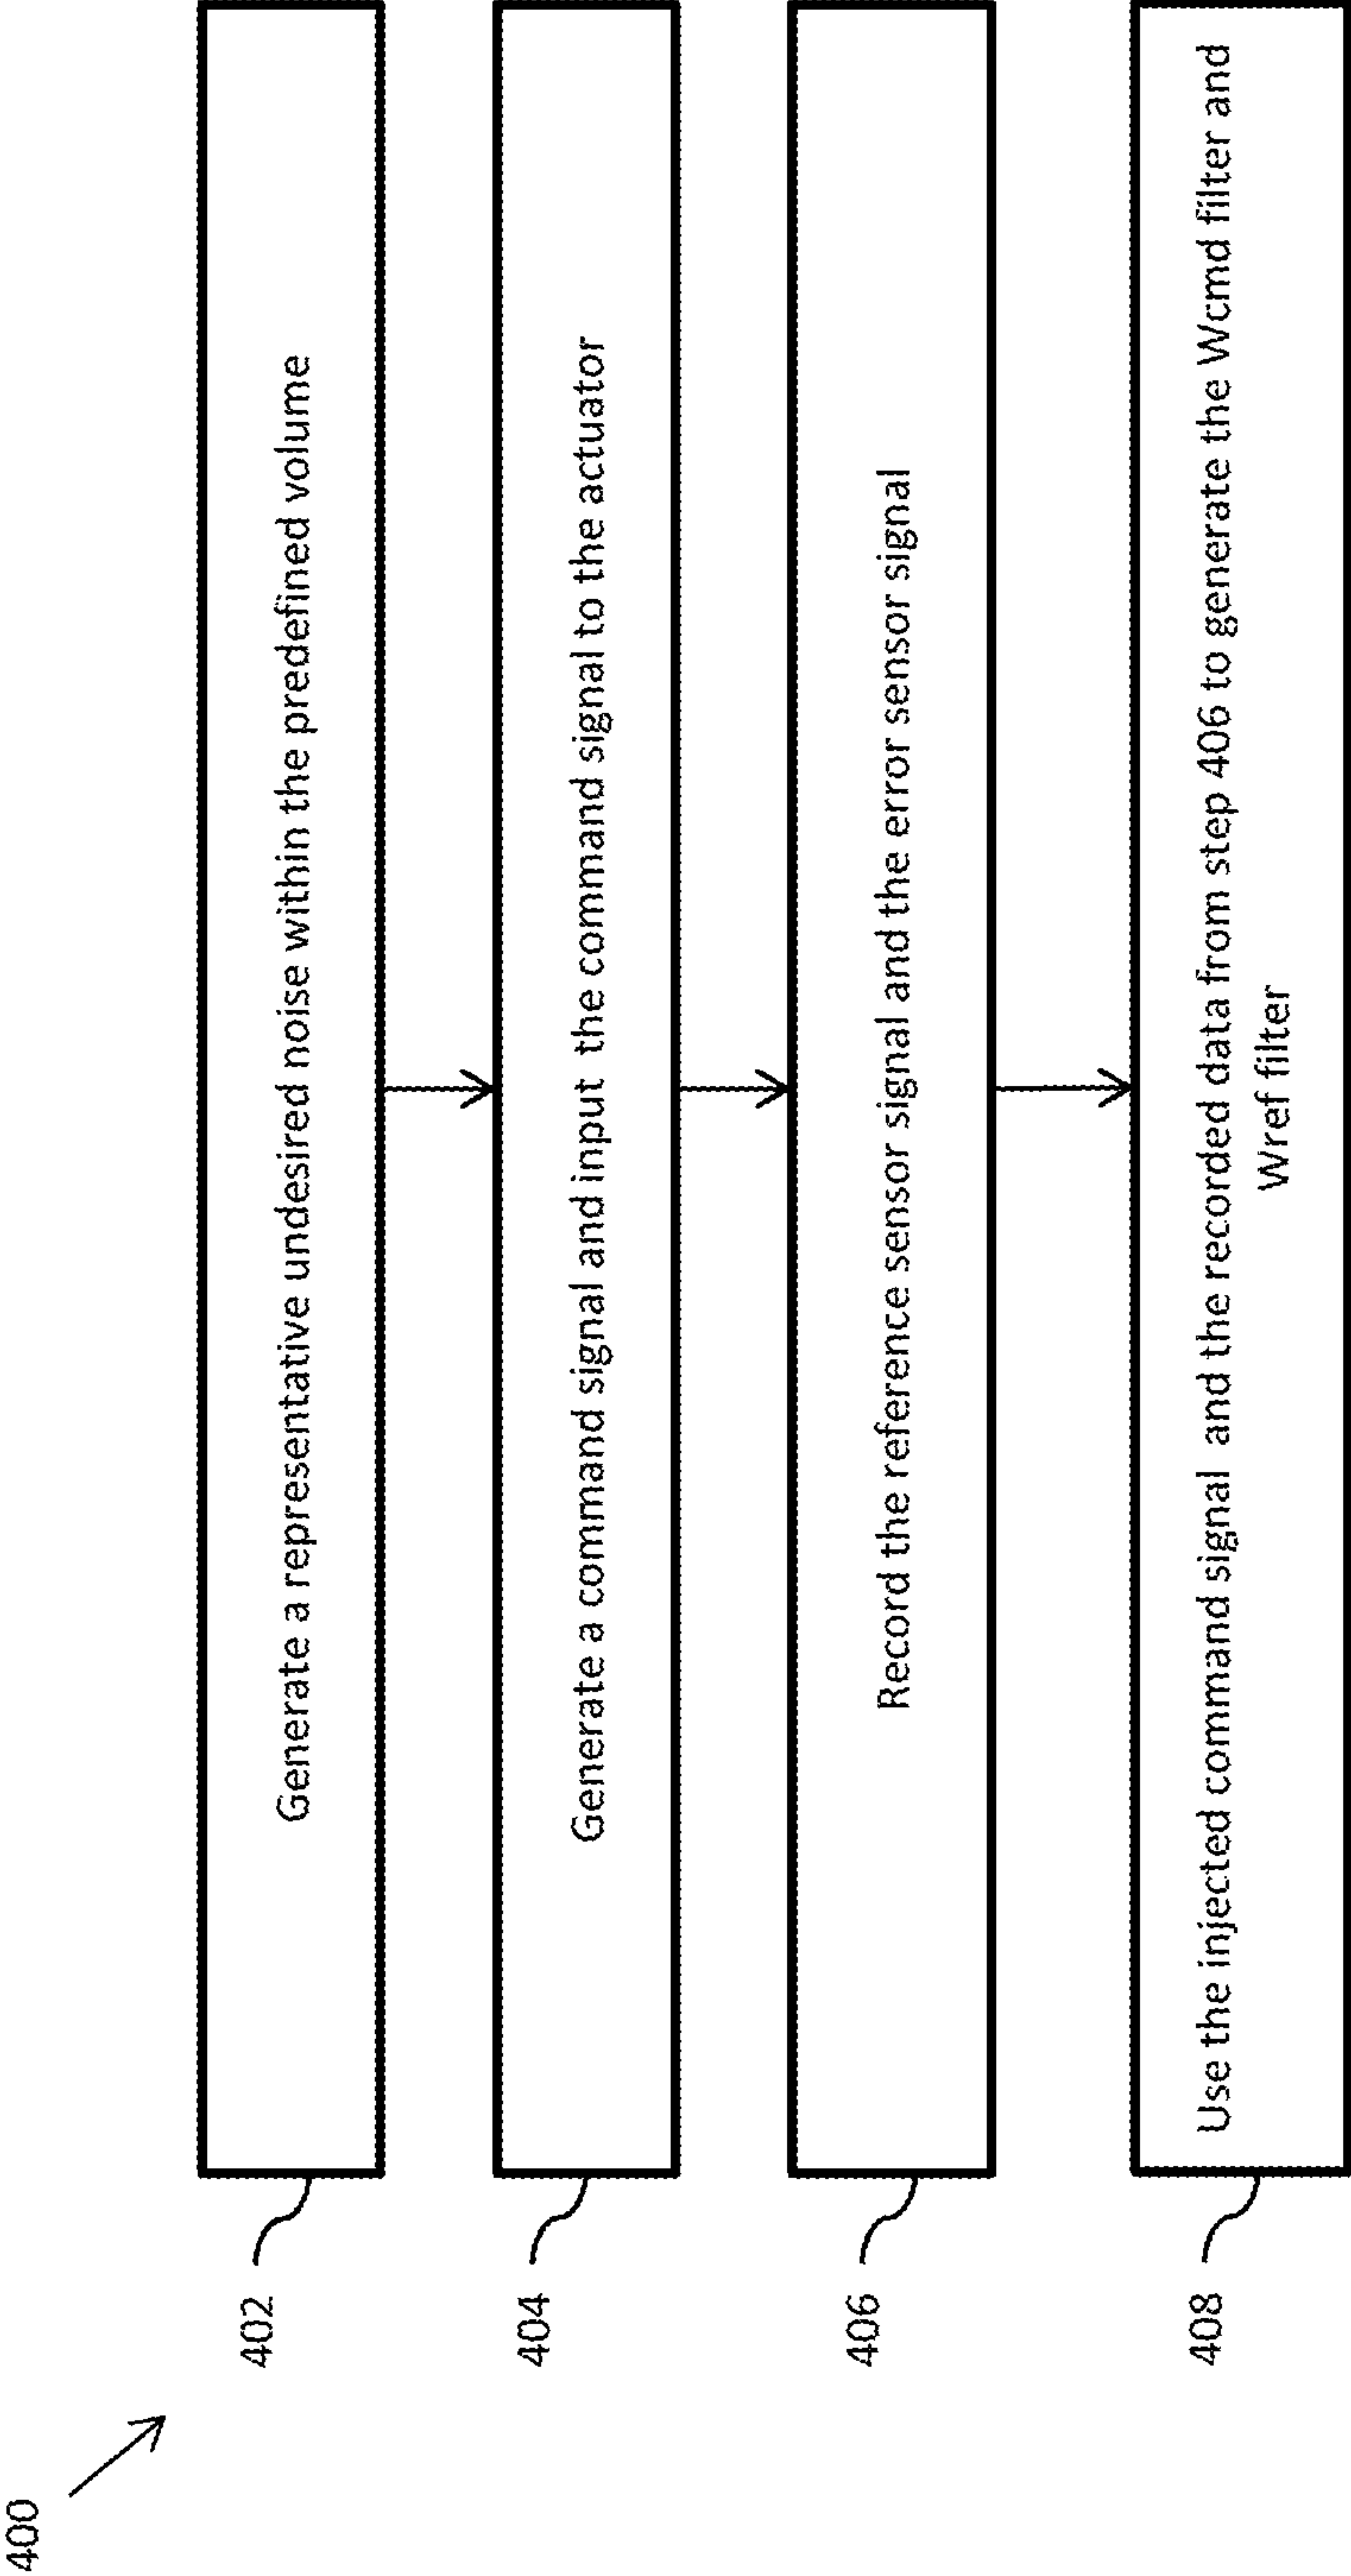 400
402
Generate a representative undesired noise within the predefined volume
404
Generate a command signal and input the command signal to the actuator
406
Record the reference sensor signal and the error sensor signal
408
Use the injected command signal and the recorded data from step 406 to generate the Wcmd filter and
Wref filter